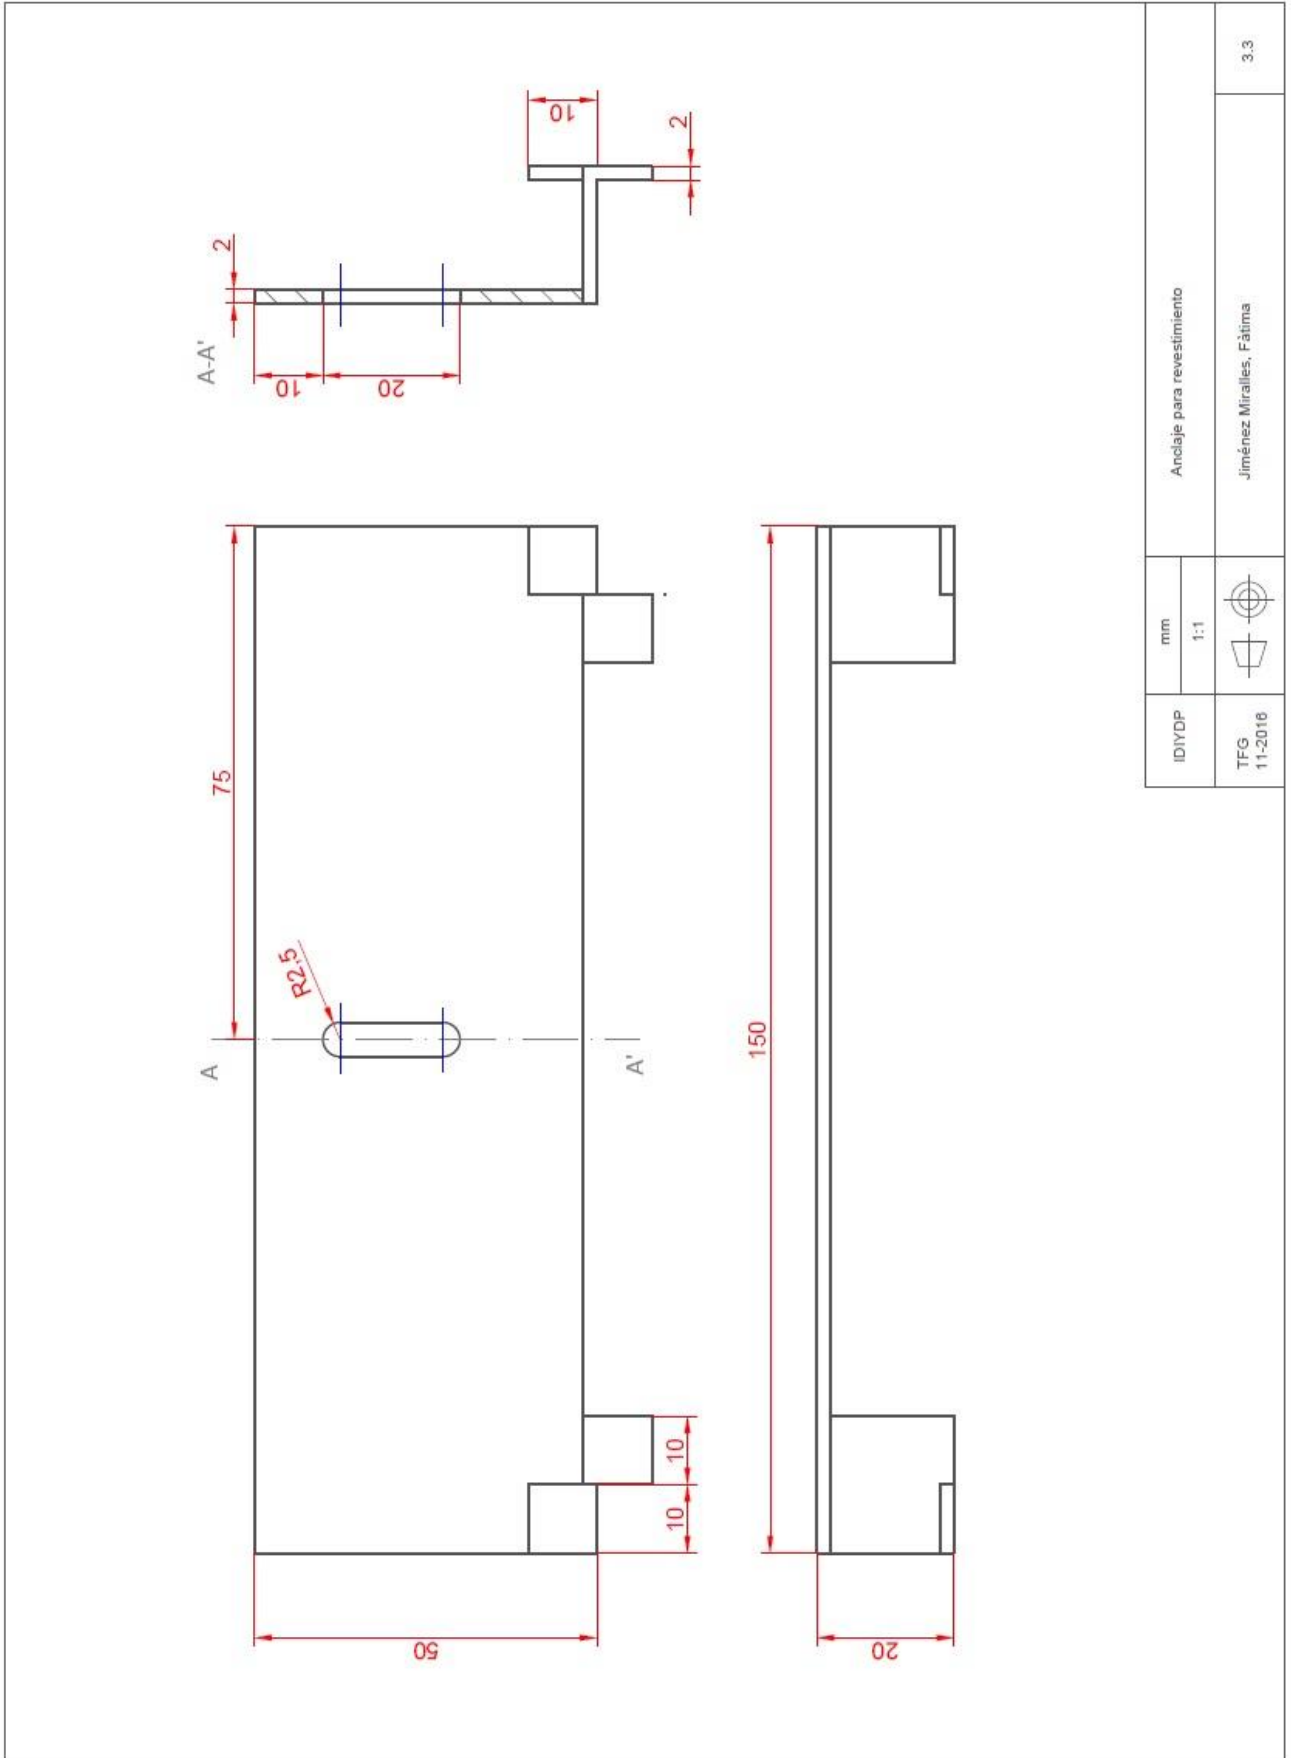 A-A'
2
10
20
10
2
75
R2,5
A
A'
50
10
10
150
20
IDIYDP
mm
1:1
Anclaje para revestimiento
TFG
11-2016
Jiménez Miralles, Fátima
3.3